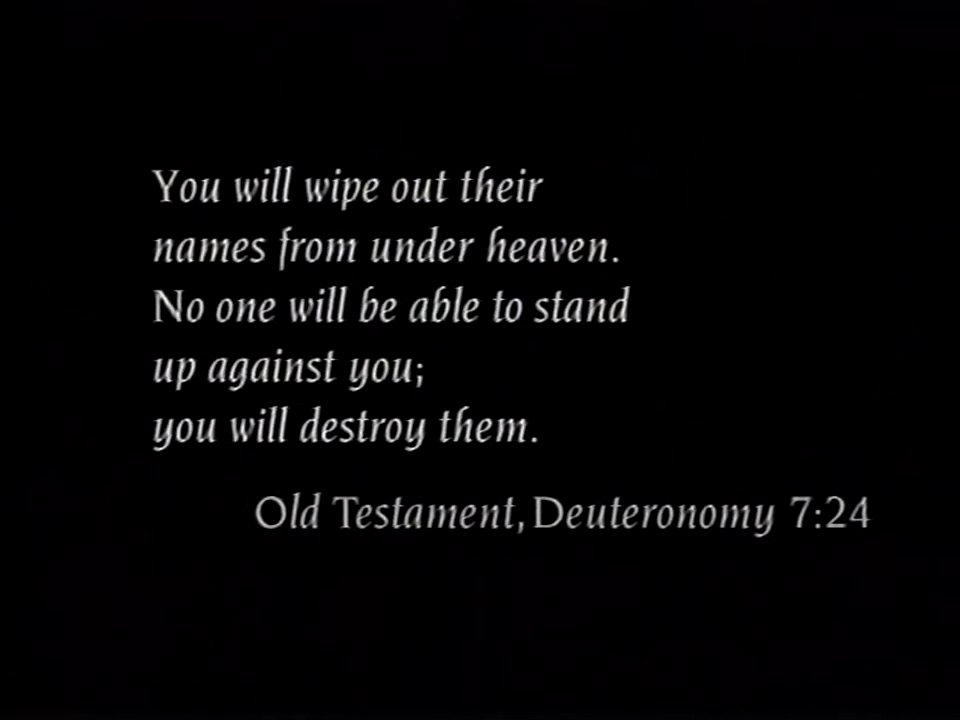 You will wipe out their
names from under heaven.
No one will be able to stand
up against you;
you will destroy them.
Old Testament, Deuteronomy 7:24